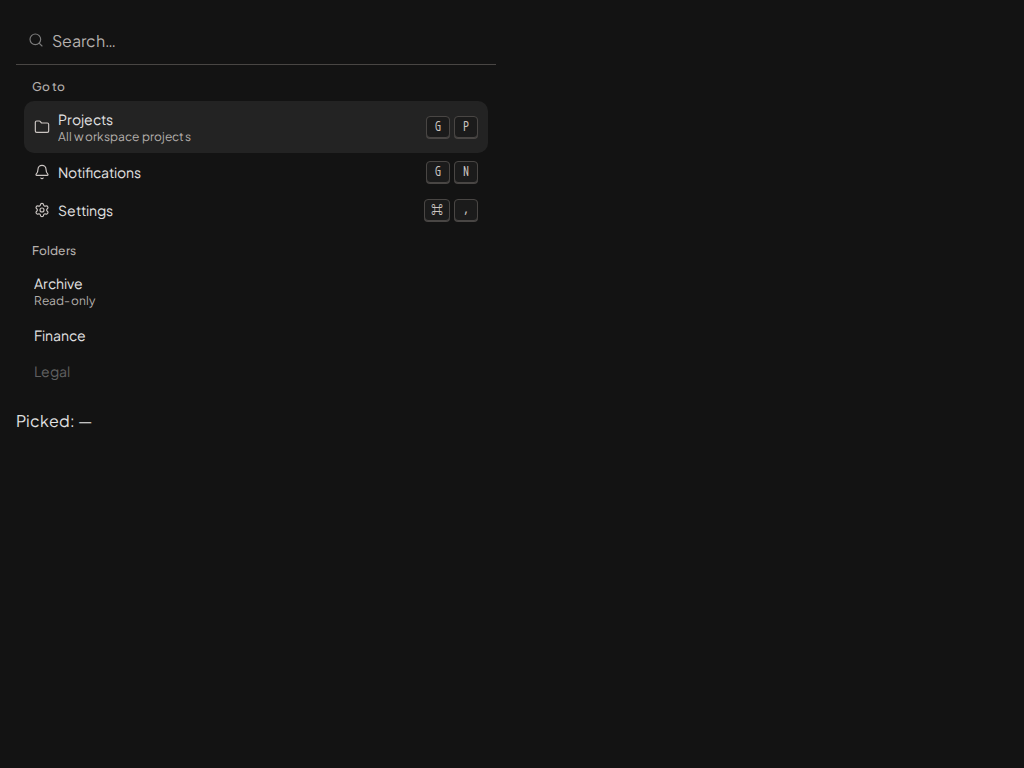 Search...
Go to
Projects G P
All workspace projects
Notifications G N
Settings ⌘ ,
Folders
Archive
Read-only
Finance
Legal
Picked: —